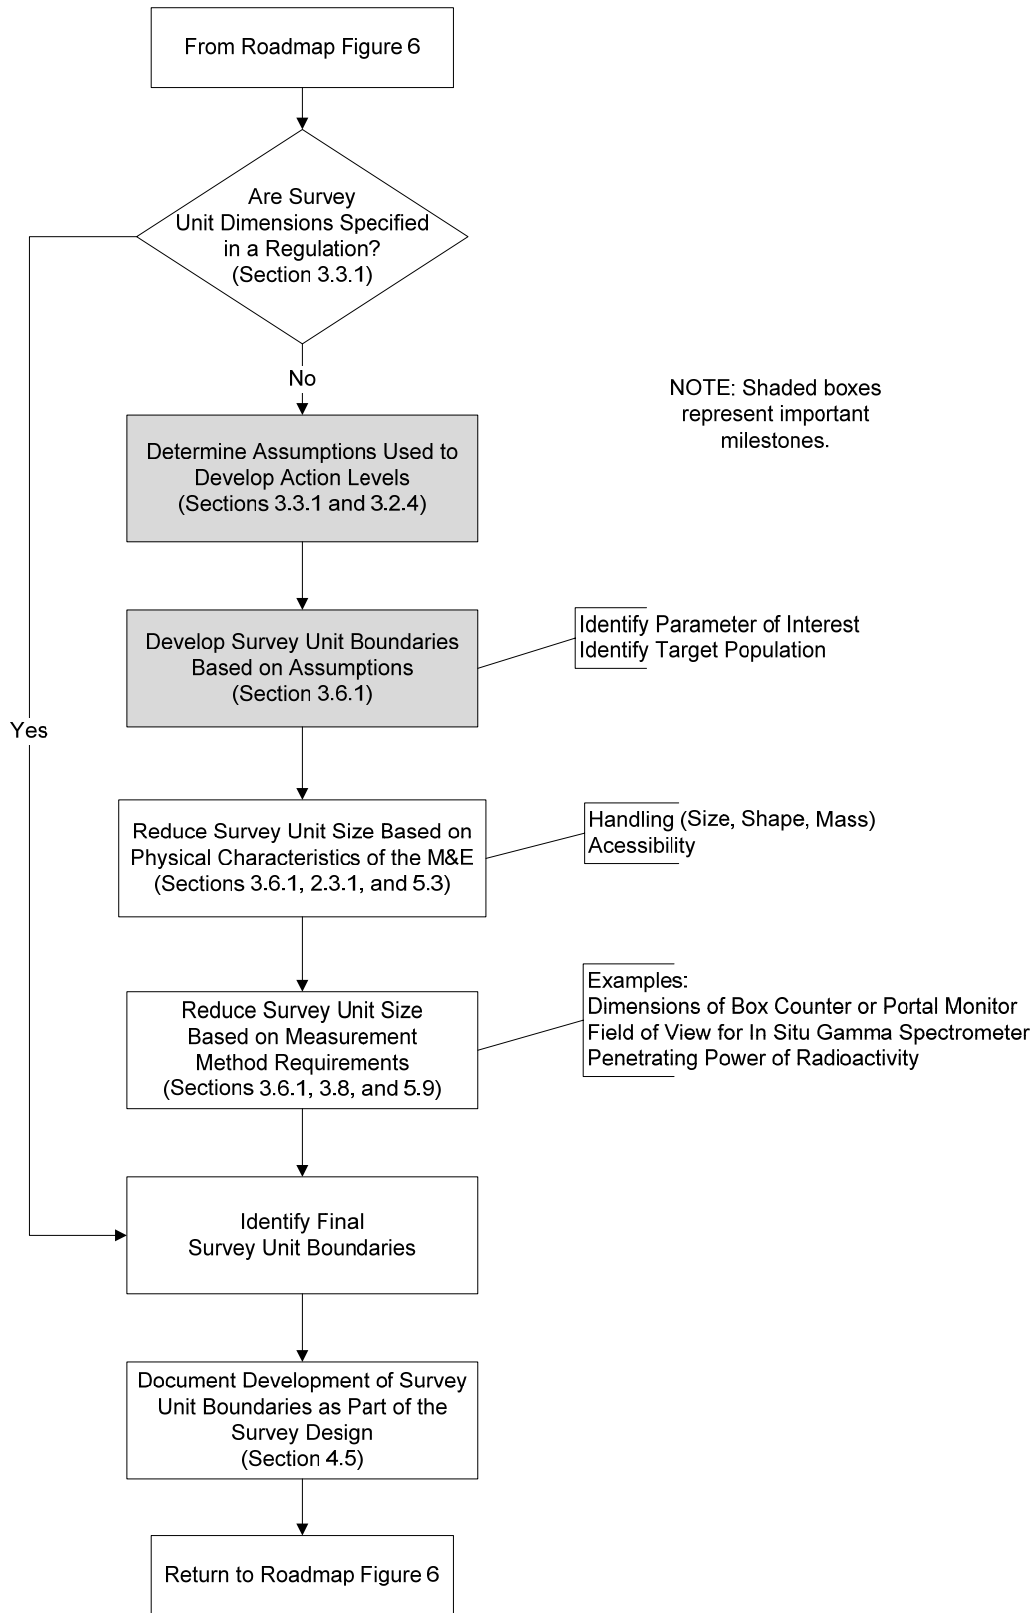 From Roadmap Figure 6
Are Survey
Unit Dimensions Specified
in a Regulation?
(Section 3.3.1)
No
NOTE: Shaded boxes
represent important
milestones.
Determine Assumptions Used to
Develop Action Levels
(Sections 3.3.1 and 3.2.4)
Develop Survey Unit Boundaries
Based on Assumptions
(Section 3.6.1)
Identify Parameter of Interest
Identify Target Population
Yes
Reduce Survey Unit Size Based on
Physical Characteristics of the M&E
(Sections 3.6.1, 2.3.1, and 5.3)
Handling (Size, Shape, Mass)
Acessibility
Reduce Survey Unit Size
Based on Measurement
Method Requirements
(Sections 3.6.1, 3.8, and 5.9)
Examples:
Dimensions of Box Counter or Portal Monitor
Field of View for In Situ Gamma Spectrometer
Penetrating Power of Radioactivity
Identify Final
Survey Unit Boundaries
Document Development of Survey
Unit Boundaries as Part of the
Survey Design
(Section 4.5)
Return to Roadmap Figure 6